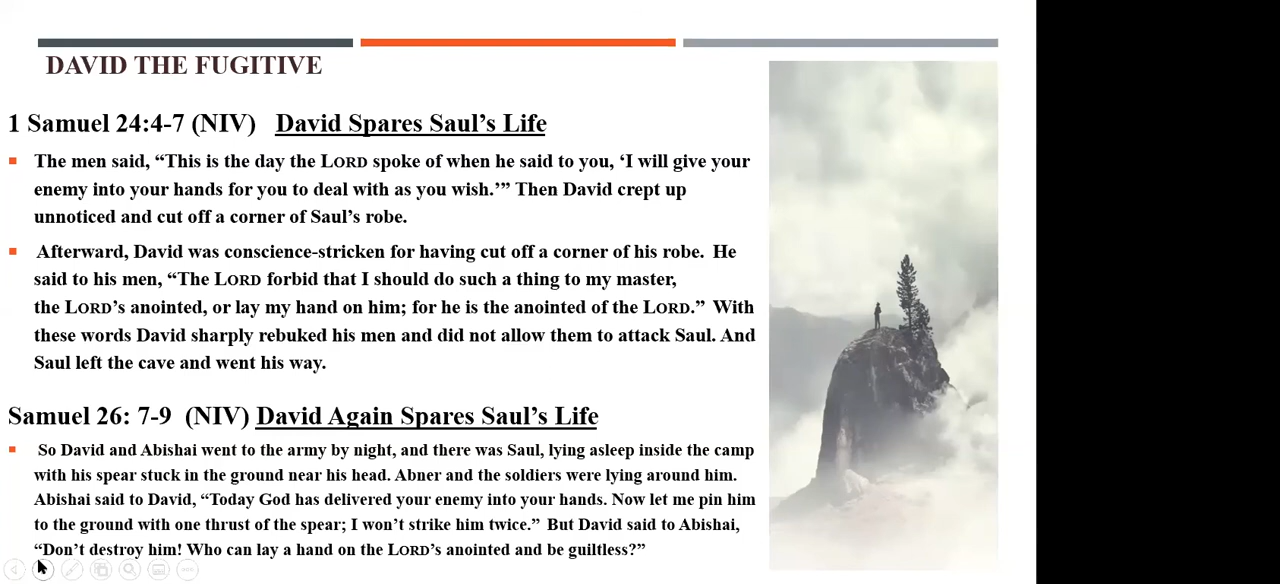 DAVID THE FUGITIVE
1 Samuel 24:4-7 (NIV) David Spares Saul’s Life
The men said, “This is the day the LORD spoke of when he said to you, ‘I will give your
enemy into your hands for you to deal with as you wish.’” Then David crept up
unnoticed and cut off a corner of Saul’s robe.
Afterward, David was conscience-stricken for having cut off a corner of his robe. He
said to his men, “The LORD forbid that I should do such a thing to my master,
the LORD’s anointed, or lay my hand on him; for he is the anointed of the LORD.” With
these words David sharply rebuked his men and did not allow them to attack Saul. And
Saul left the cave and went his way.
Samuel 26: 7-9 (NIV) David Again Spares Saul’s Life
So David and Abishai went to the army by night, and there was Saul, lying asleep inside the camp
with his spear stuck in the ground near his head. Abner and the soldiers were lying around him.
Abishai said to David, “Today God has delivered your enemy into your hands. Now let me pin him
to the ground with one thrust of the spear; I won’t strike him twice.” But David said to Abishai,
“Don’t destroy him! Who can lay a hand on the LORD’s anointed and be guiltless?”